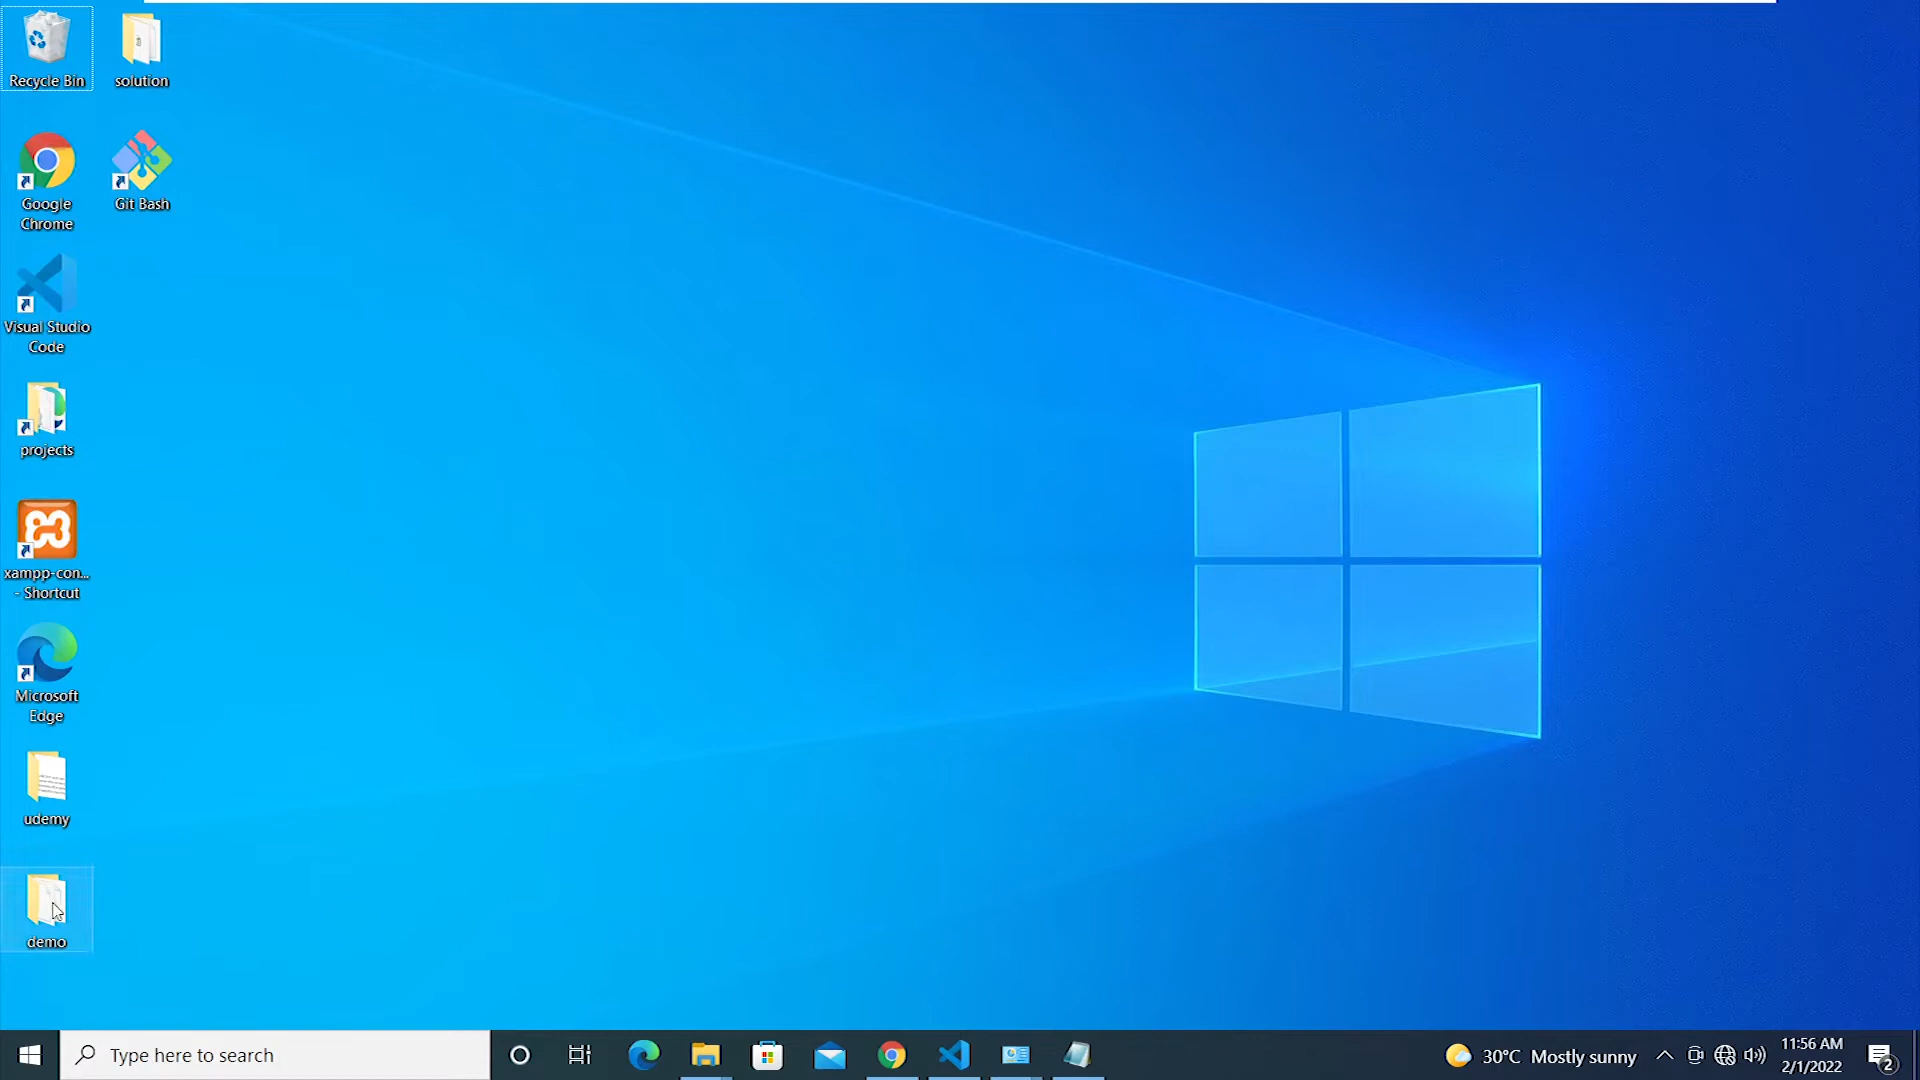 Recycle Bin
solution
Google
Chrome
Git Bash
Visual Studio
Code
projects
xampp-con...
- Shortcut
Microsoft
Edge
udemy
demo
Type here to search
30°C Mostly sunny
11:56 AM
2/1/2022
2